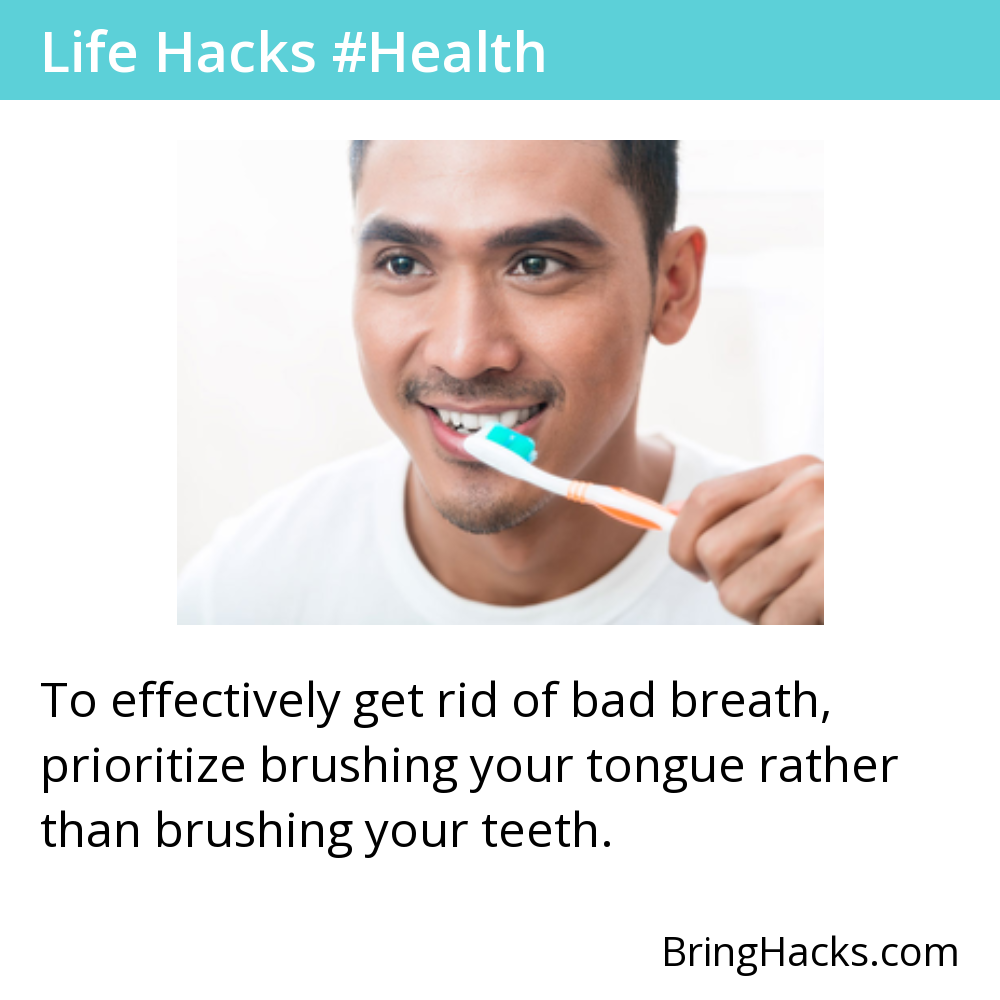 Life Hacks #Health
To effectively get rid of bad breath,
prioritize brushing your tongue rather
than brushing your teeth.
BringHacks.com